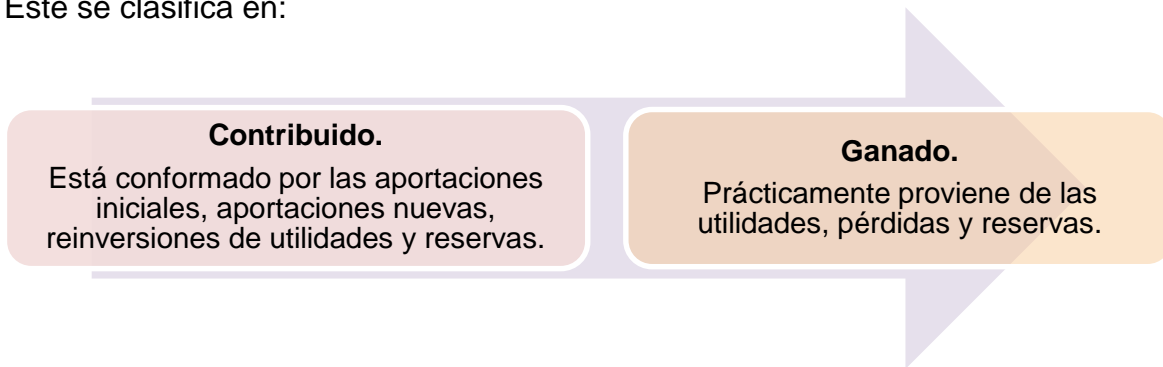 Este se clasifica en:
Contribuido.
Está conformado por las aportaciones
iniciales, aportaciones nuevas,
reinversiones de utilidades y reservas.
Ganado.
Prácticamente proviene de las
utilidades, pérdidas y reservas.